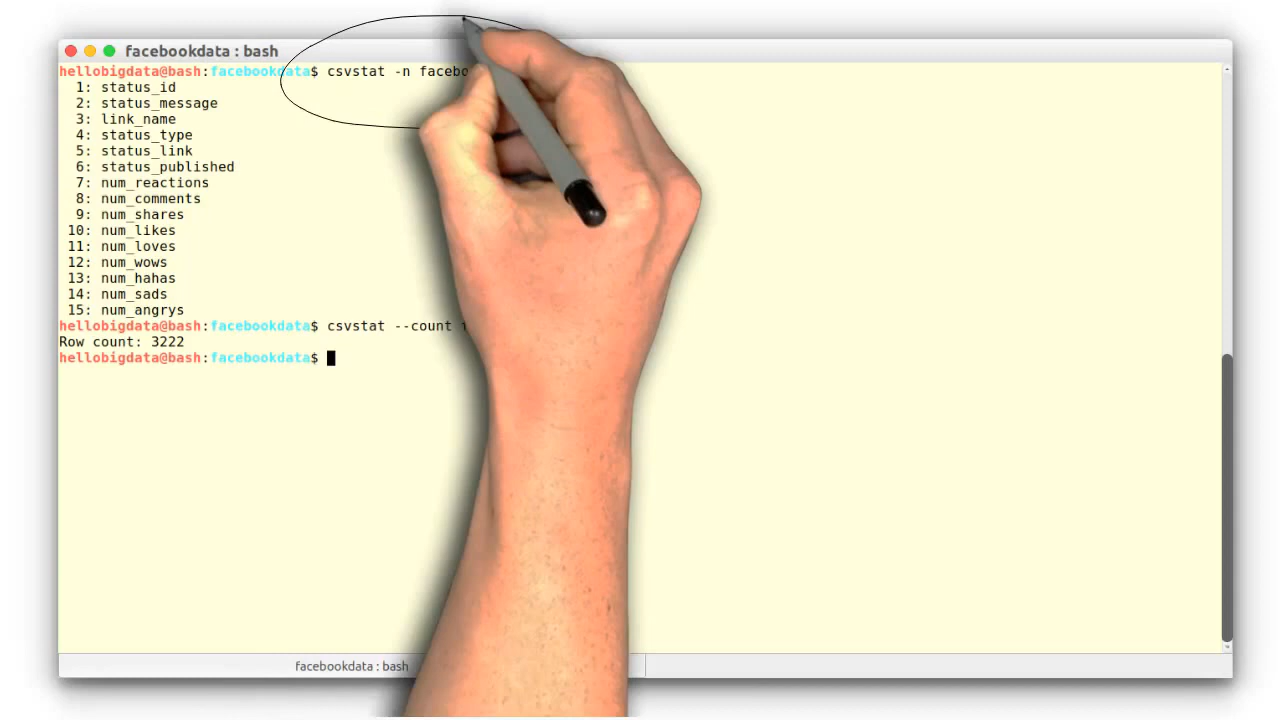 facebookdata : bash
hellobigdata@bash:facebookdata$ csvstat -n
1: status_id
2: status_message
3: link_name
4: status_type
5: status_link
6: status_published
7: num_reactions
8: num_comments
9: num_shares
10: num_likes
11: num_loves
12: num_wows
13: num_hahas
14: num_sads
15: num_angrys
hellobigdata@bash:facebookdata$ csvstat --count
Row count: 3222
hellobigdata@bash:facebookdata$
facebookdata : bash